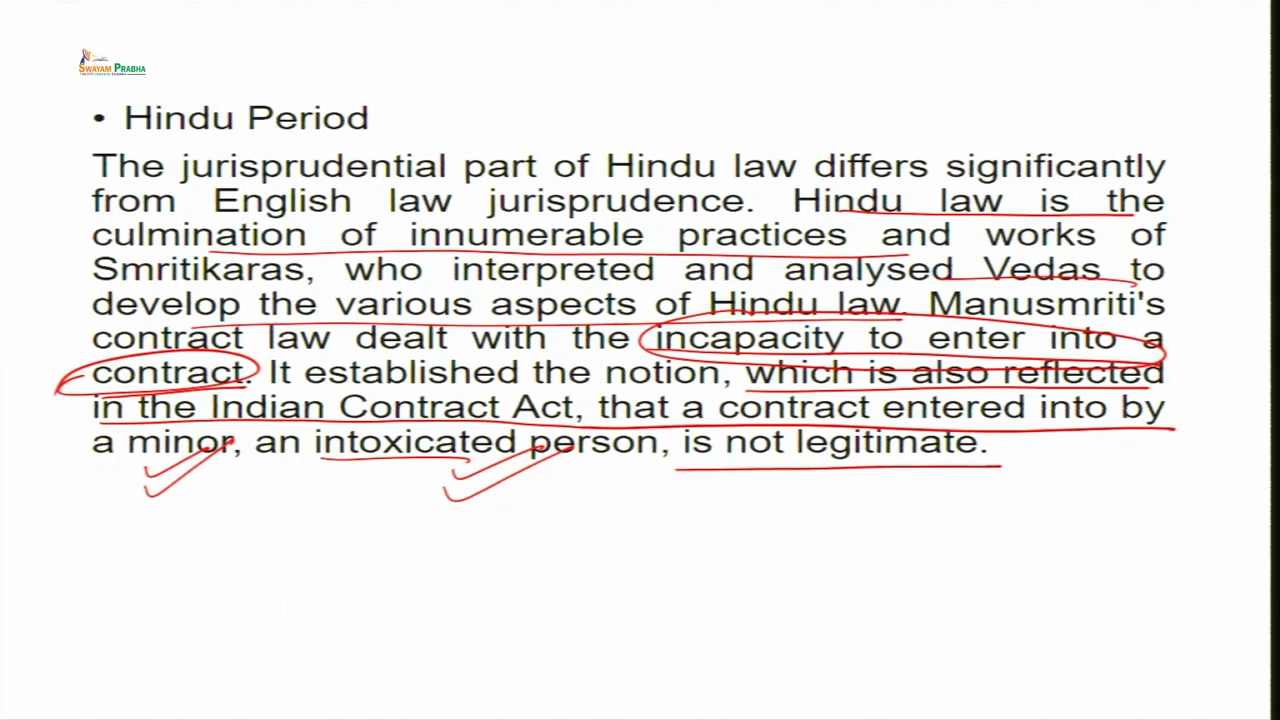 SWAYAM PRABHA
• Hindu Period
The jurisprudential part of Hindu law differs significantly
from English law jurisprudence. Hindu law is the
culmination of innumerable practices and works of
Smritikaras, who interpreted and analysed Vedas to
develop the various aspects of Hindu law. Manusmriti's
contract law dealt with the incapacity to enter into a
contract. It established the notion, which is also reflected
in the Indian Contract Act, that a contract entered into by
a minor, an intoxicated person, is not legitimate.